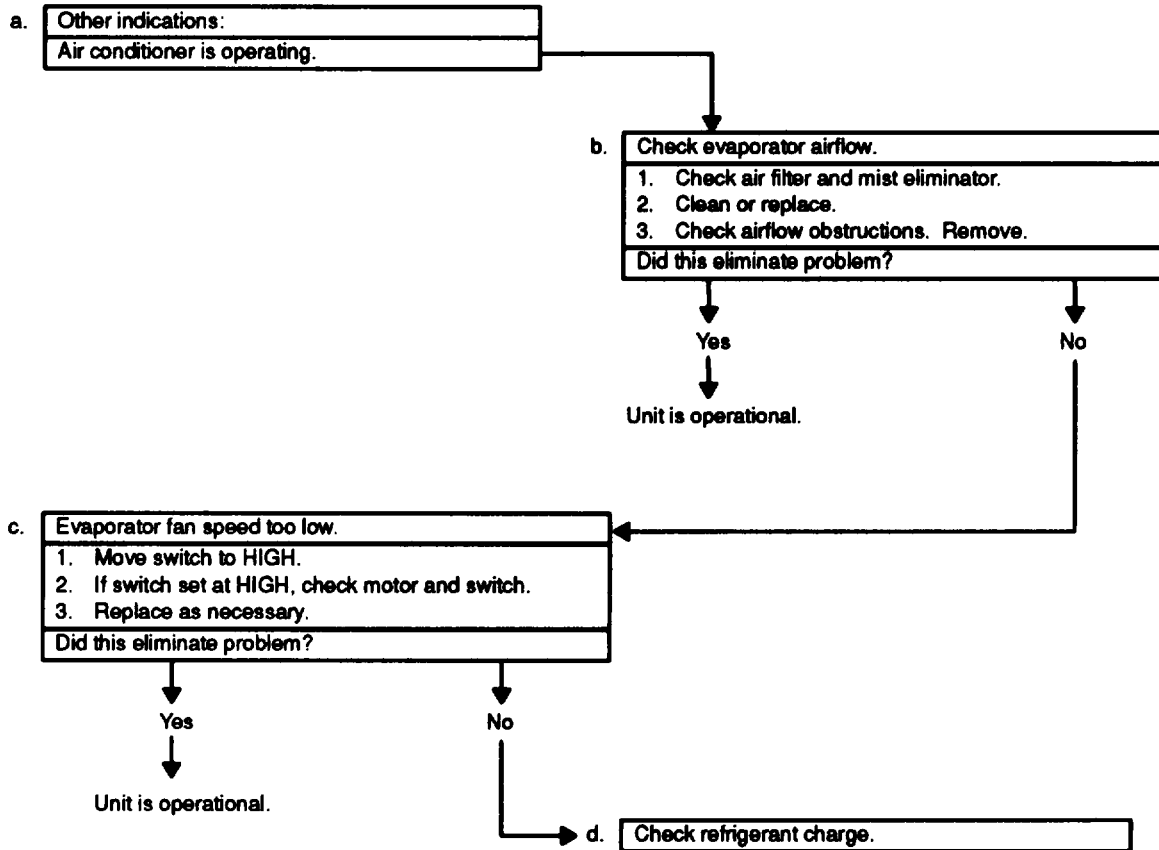 a. Other indications:
Air conditioner is operating.
b. Check evaporator airflow.
1. Check air filter and mist eliminator.
2. Clean or replace.
3. Check airflow obstructions. Remove.
Did this eliminate problem?
Yes
No
Unit is operational.
c. Evaporator fan speed too low.
1. Move switch to HIGH.
2. If switch set at HIGH, check motor and switch.
3. Replace as necessary.
Did this eliminate problem?
Yes
No
Unit is operational.
d. Check refrigerant charge.